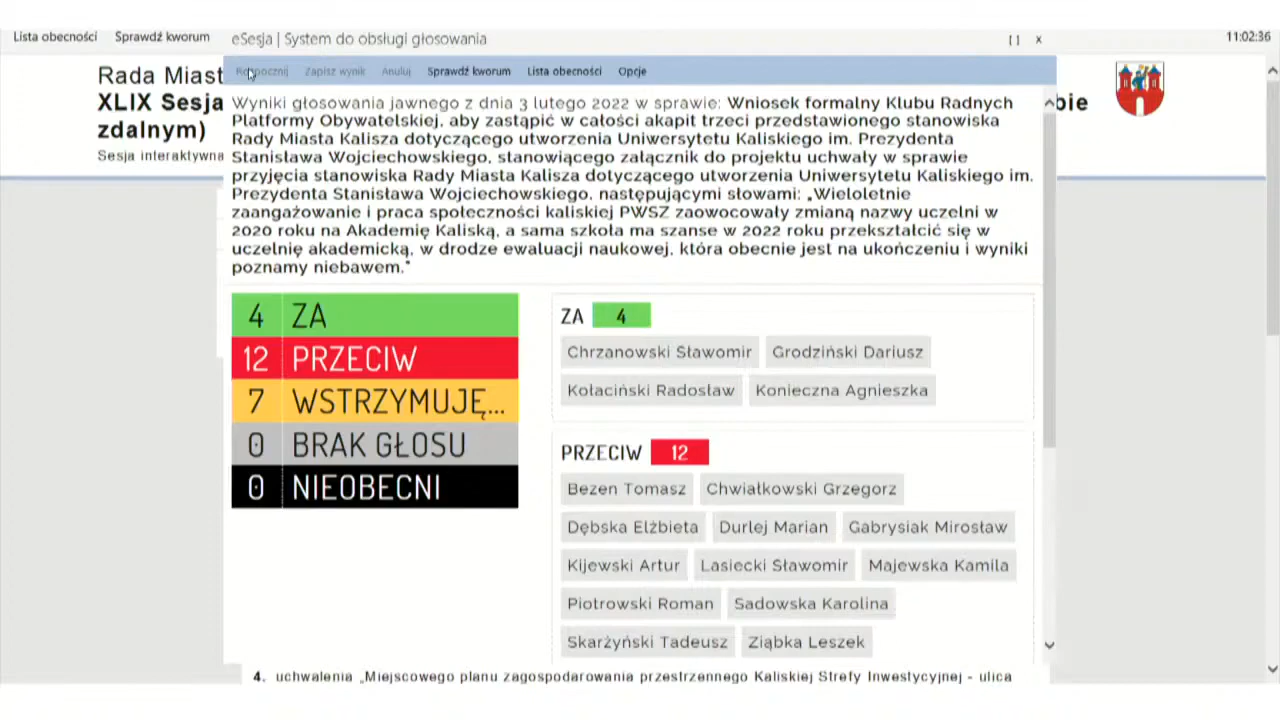 Lista obecności Sprawdź kworum eSesja | System do obsługi głosowania [ ] x 11:02:36
Rozpocznij Zapisz wynik Anuluj Sprawdź kworum Lista obecności Opcje
Rada Miast
XLIX Sesja bie
zdalnym)
Sesja interaktywna
Wyniki głosowania jawnego z dnia 3 lutego 2022 w sprawie: Wniosek formalny Klubu Radnych
Platformy Obywatelskiej, aby zastąpić w całości akapit trzeci przedstawionego stanowiska
Rady Miasta Kalisza dotyczącego utworzenia Uniwersytetu Kaliskiego im. Prezydenta
Stanisława Wojciechowskiego, stanowiącego załącznik do projektu uchwały w sprawie
przyjęcia stanowiska Rady Miasta Kalisza dotyczącego utworzenia Uniwersytetu Kaliskiego im.
Prezydenta Stanisława Wojciechowskiego, następującymi słowami: „Wieloletnie
zaangażowanie i praca społeczności kaliskiej PWSZ zaowocowały zmianą nazwy uczelni w
2020 roku na Akademię Kaliską, a sama szkoła ma szanse w 2022 roku przekształcić się w
uczelnię akademicką, w drodze ewaluacji naukowej, która obecnie jest na ukończeniu i wyniki
poznamy niebawem."
4 ZA
12 PRZECIW
7 WSTRZYMUJĘ...
0 BRAK GŁOSU
0 NIEOBECNI
ZA 4
Chrzanowski Sławomir Grodziński Dariusz
Kołaciński Radosław Konieczna Agnieszka
PRZECIW 12
Bezen Tomasz Chwiałkowski Grzegorz
Dębska Elżbieta Durlej Marian Gabrysiak Mirosław
Kijewski Artur Lasiecki Sławomir Majewska Kamila
Piotrowski Roman Sadowska Karolina
Skarżyński Tadeusz Ziąbka Leszek
4. uchwalenia „Miejscowego planu zagospodarowania przestrzennego Kaliskiej Strefy Inwestycyjnej - ulica